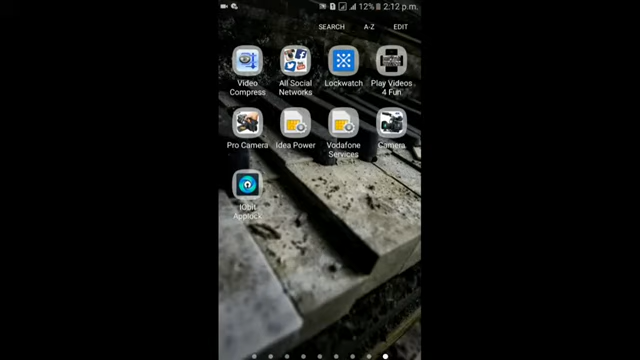 12% 2:12 p.m.
SEARCH A-Z EDIT
Video Compress
All Social Networks
Lockwatch
Play Videos 4 Fun
Pro Camera
Idea Power
Vodafone Services
Camera
IObit Applock